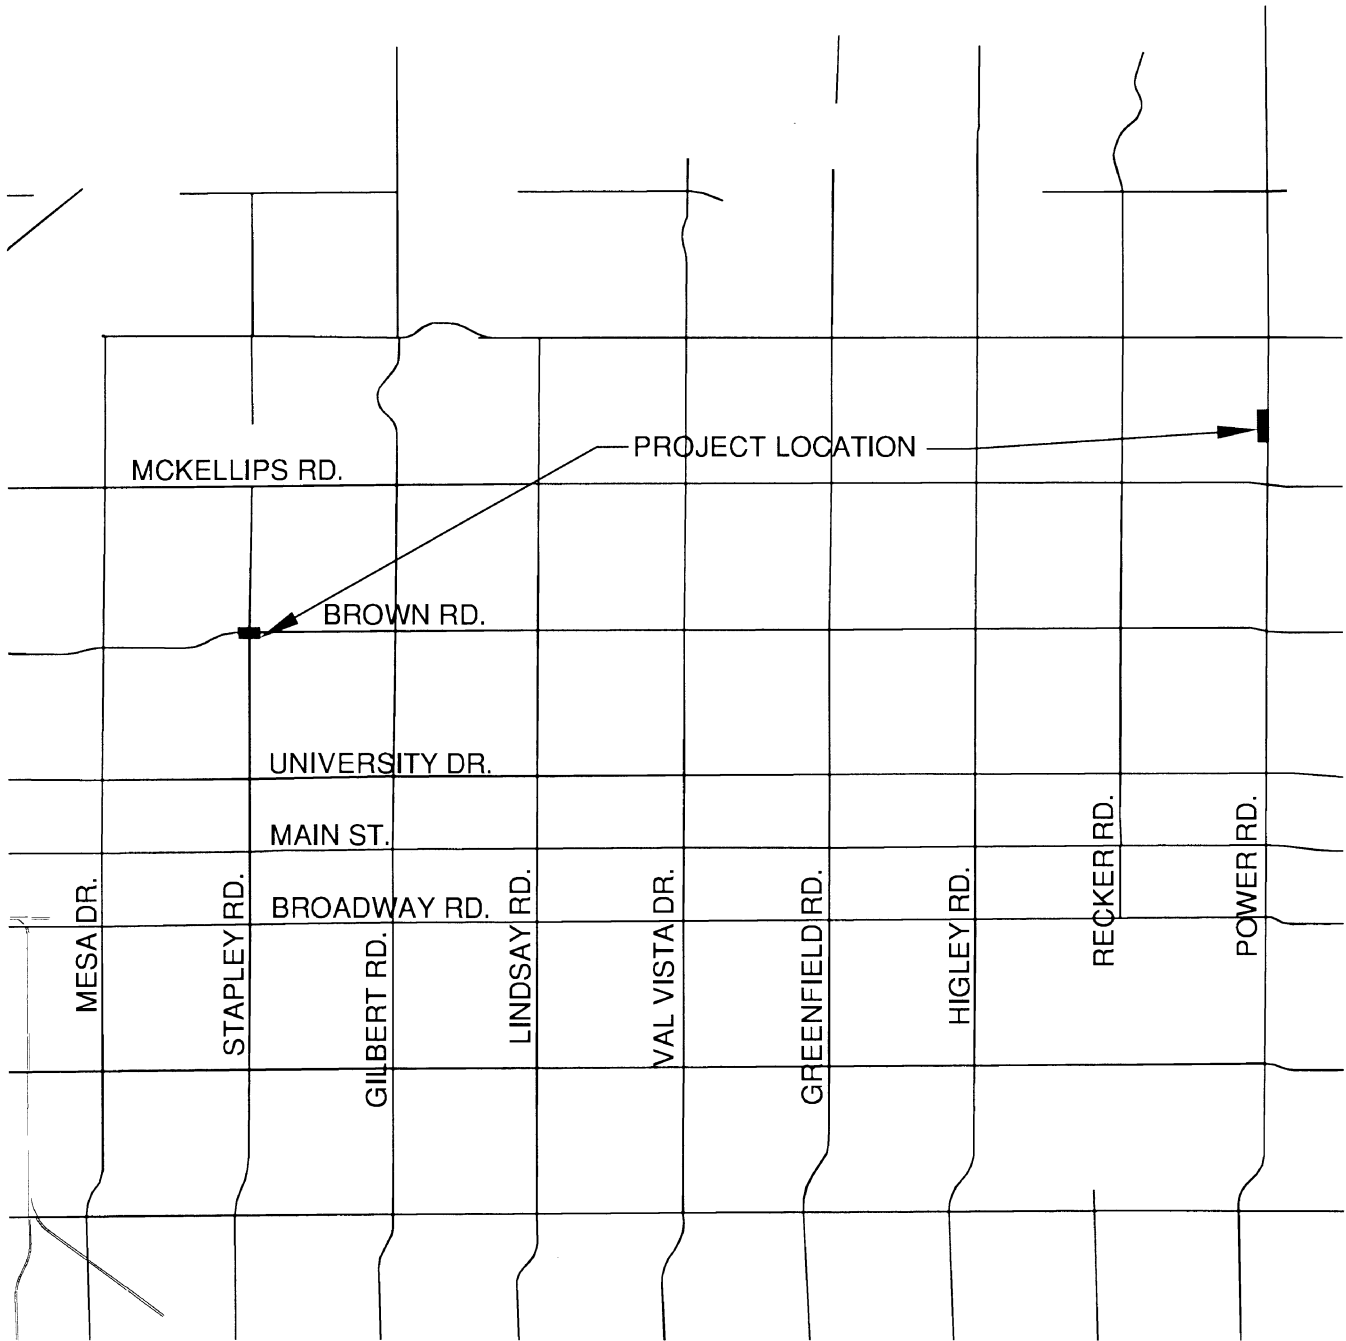 PROJECT LOCATION
MCKELLIPS RD.
BROWN RD.
UNIVERSITY DR.
MAIN ST.
BROADWAY RD.
MESA DR.
STAPLEY RD.
GILBERT RD.
LINDSAY RD.
VAL VISTA DR.
GREENFIELD RD.
HIGLEY RD.
RECKER RD.
POWER RD.